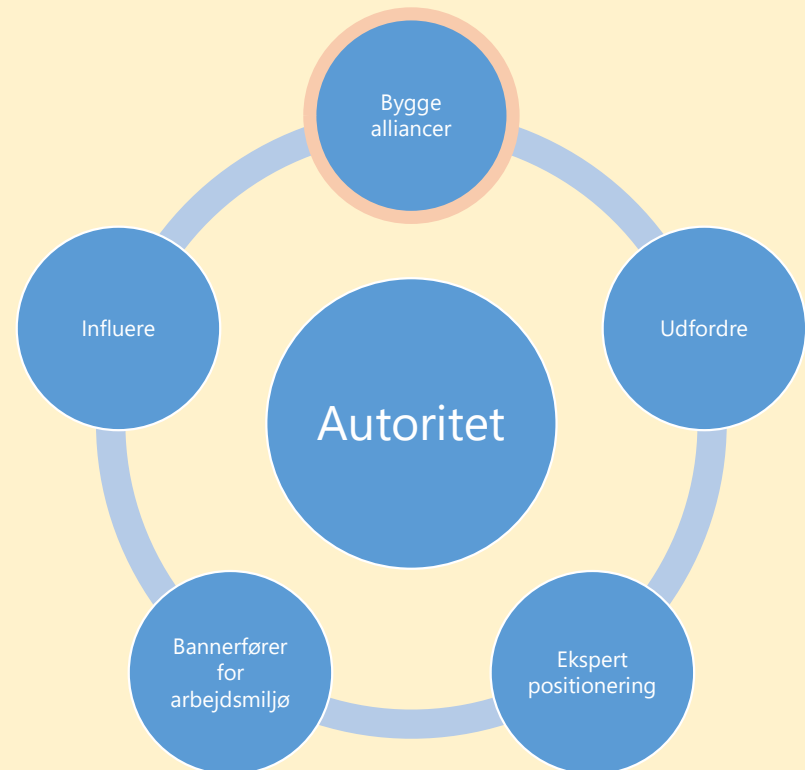 Bygge
alliancer
Influere
Udfordre
Autoritet
Bannerfører
for
arbejdsmiljø
Ekspert
positionering